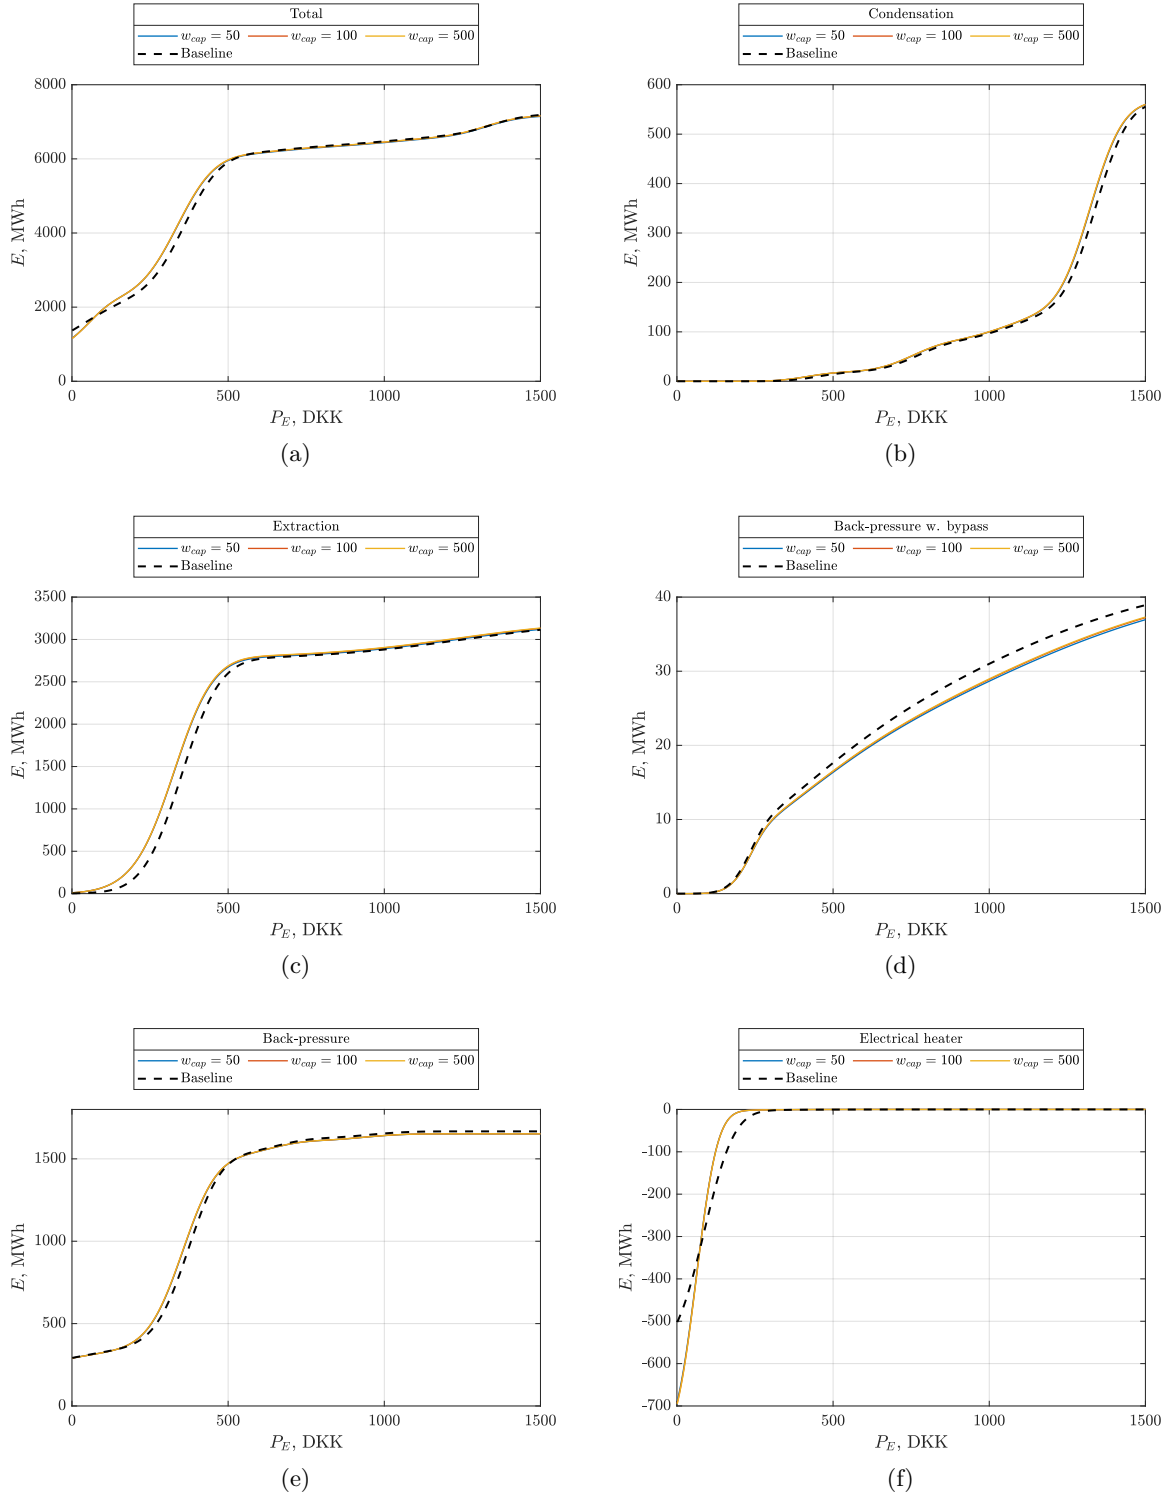 Total
w_cap = 50 w_cap = 100 w_cap = 500
Baseline
8000
6000
4000
2000
0
E, MWh
0 500 1000 1500
P_E, DKK
(a)
Condensation
w_cap = 50 w_cap = 100 w_cap = 500
Baseline
600
500
400
300
200
100
0
E, MWh
0 500 1000 1500
P_E, DKK
(b)
Extraction
w_cap = 50 w_cap = 100 w_cap = 500
Baseline
3500
3000
2500
2000
1500
1000
500
0
E, MWh
0 500 1000 1500
P_E, DKK
(c)
Back-pressure w. bypass
w_cap = 50 w_cap = 100 w_cap = 500
Baseline
40
30
20
10
0
E, MWh
0 500 1000 1500
P_E, DKK
(d)
Back-pressure
w_cap = 50 w_cap = 100 w_cap = 500
Baseline
1500
1000
500
0
E, MWh
0 500 1000 1500
P_E, DKK
(e)
Electrical heater
w_cap = 50 w_cap = 100 w_cap = 500
Baseline
0
-100
-200
-300
-400
-500
-600
-700
E, MWh
0 500 1000 1500
P_E, DKK
(f)